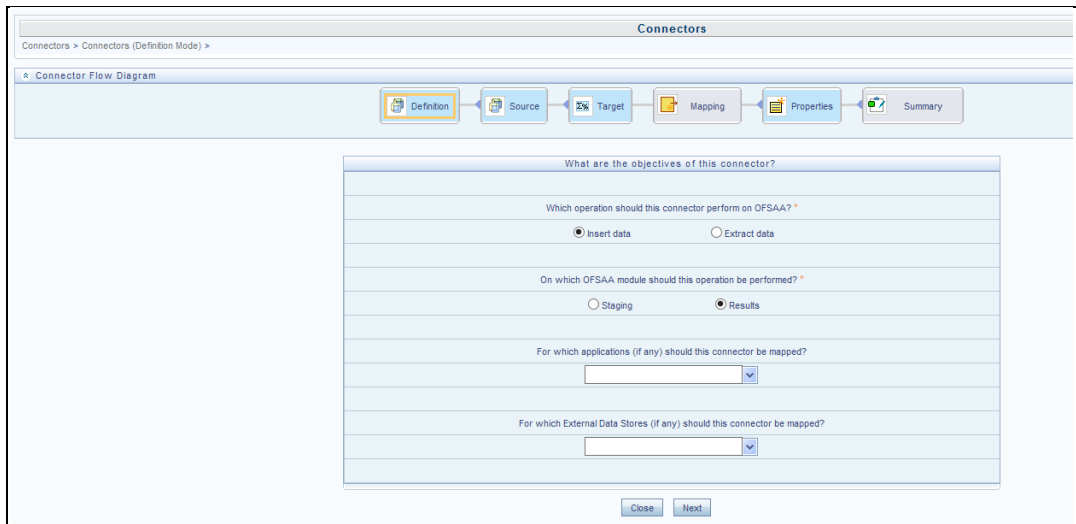 Connectors
Connectors > Connectors (Definition Mode) >
Connector Flow Diagram
Definition Source Target Mapping Properties Summary
What are the objectives of this connector?
Which operation should this connector perform on OFSAA? *
Insert data Extract data
On which OFSAA module should this operation be performed? *
Staging Results
For which applications (if any) should this connector be mapped?
For which External Data Stores (if any) should this connector be mapped?
Close Next